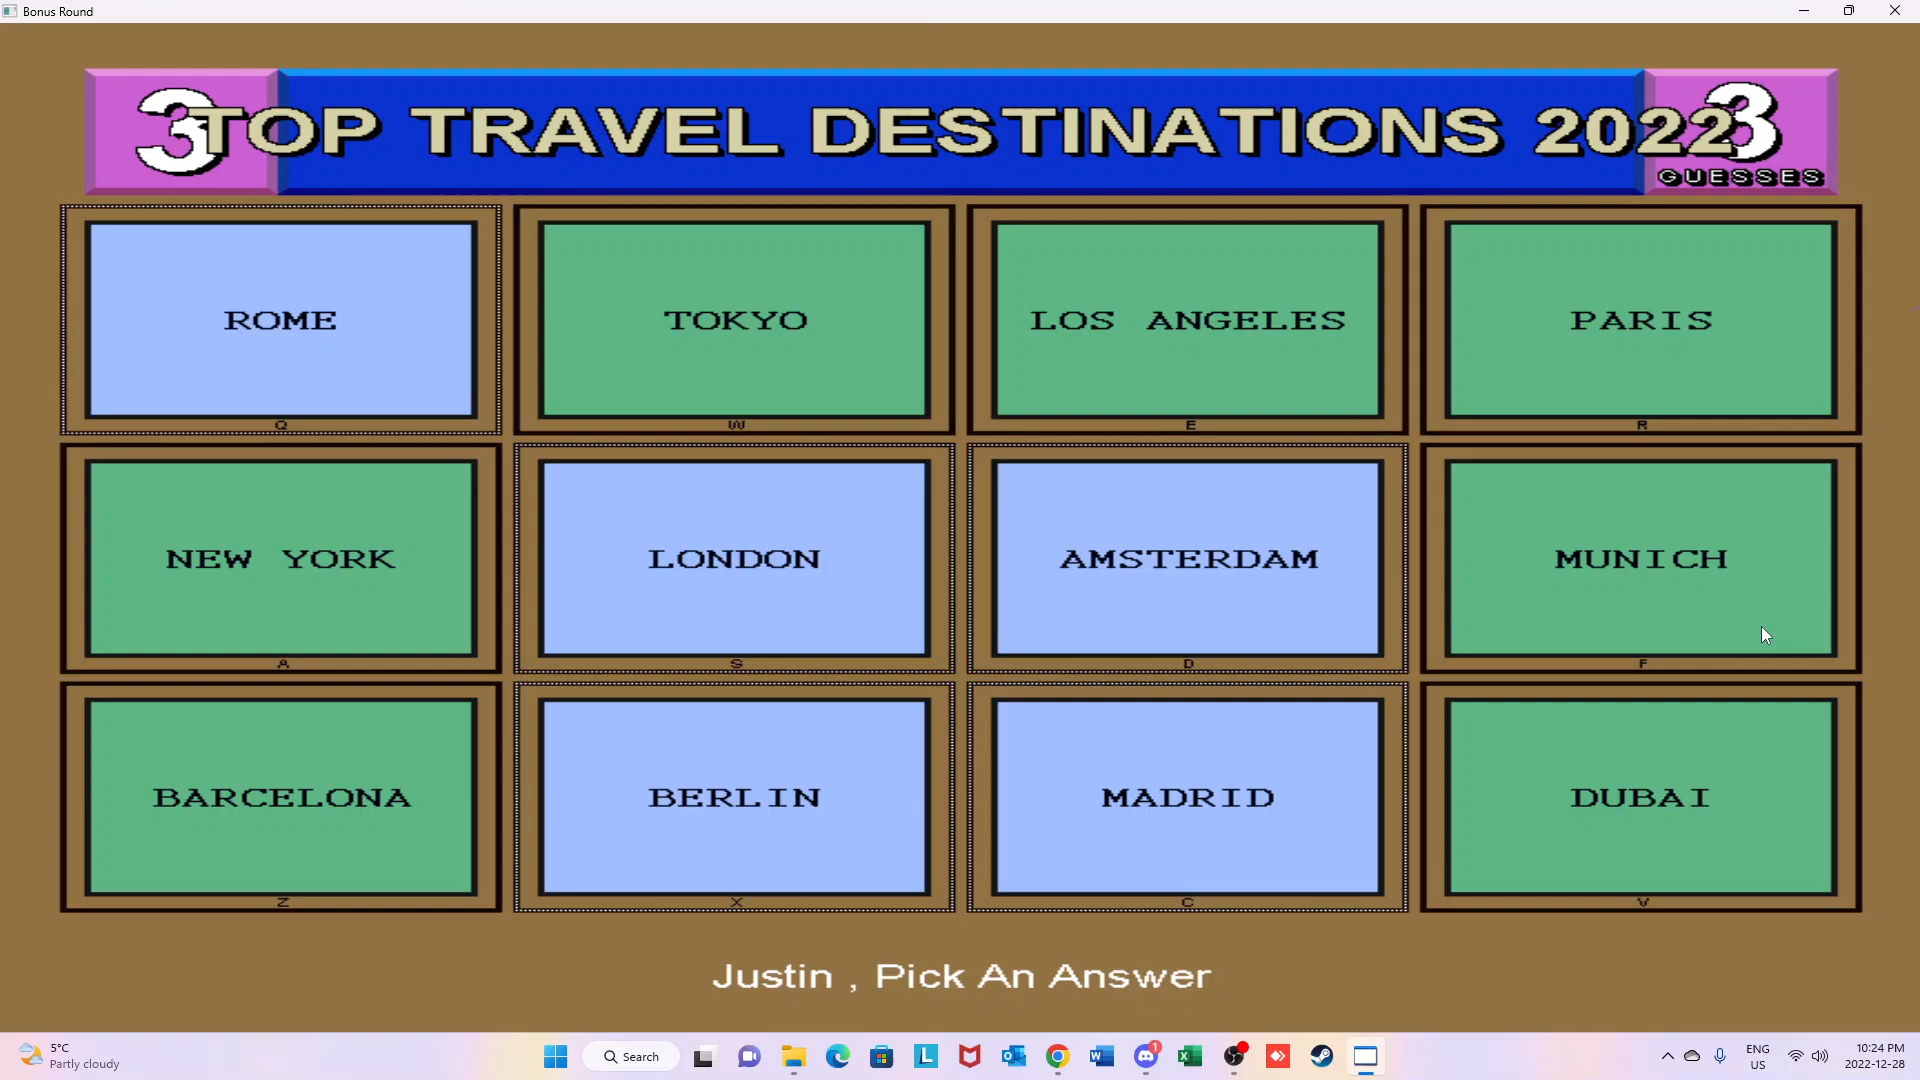 Bonus Round
3 TOP TRAVEL DESTINATIONS 2022 3
GUESSES
ROME TOKYO LOS ANGELES PARIS
Q W E R
NEW YORK LONDON AMSTERDAM MUNICH
A S D F
BARCELONA BERLIN MADRID DUBAI
Z X C V
Justin , Pick An Answer
5°C
Partly cloudy
Search
L
1
ENG
US
10:24 PM
2022-12-28